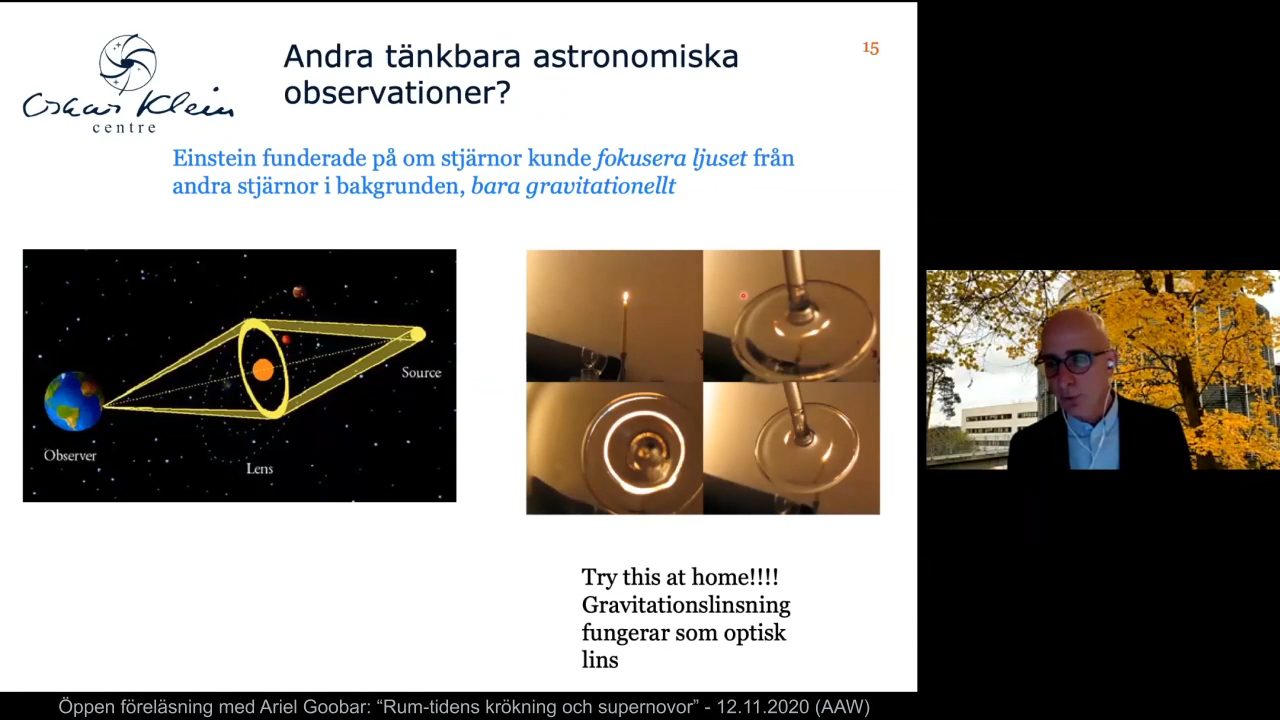 Oskar Klein
centre
Andra tänkbara astronomiska
observationer?
15
Einstein funderade på om stjärnor kunde fokusera ljuset från
andra stjärnor i bakgrunden, bara gravitationellt
Source
Observer
Lens
Try this at home!!!!
Gravitationslinsning
fungerar som optisk
lins
Öppen föreläsning med Ariel Goobar: “Rum-tidens krökning och supernovor” - 12.11.2020 (AAW)